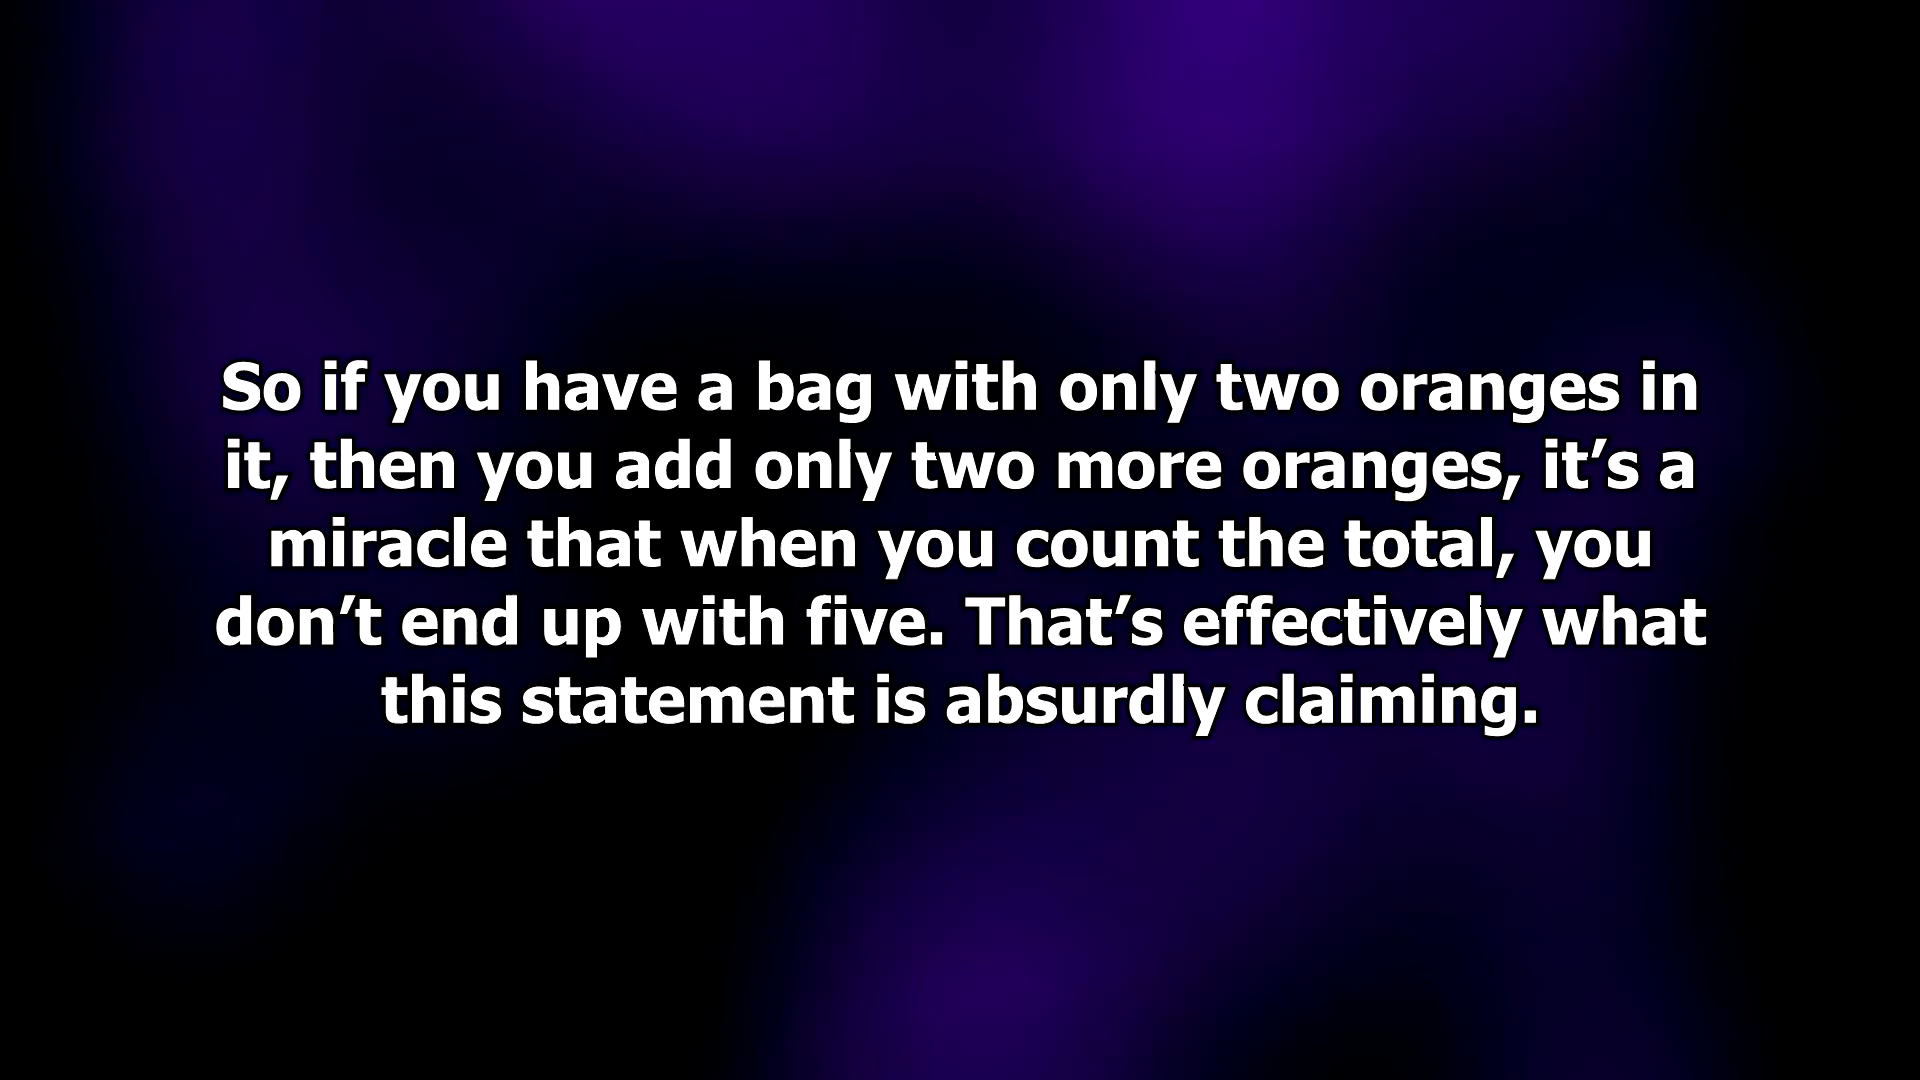 So if you have a bag with only two oranges in
it, then you add only two more oranges, it’s a
miracle that when you count the total, you
don’t end up with five. That’s effectively what
this statement is absurdly claiming.